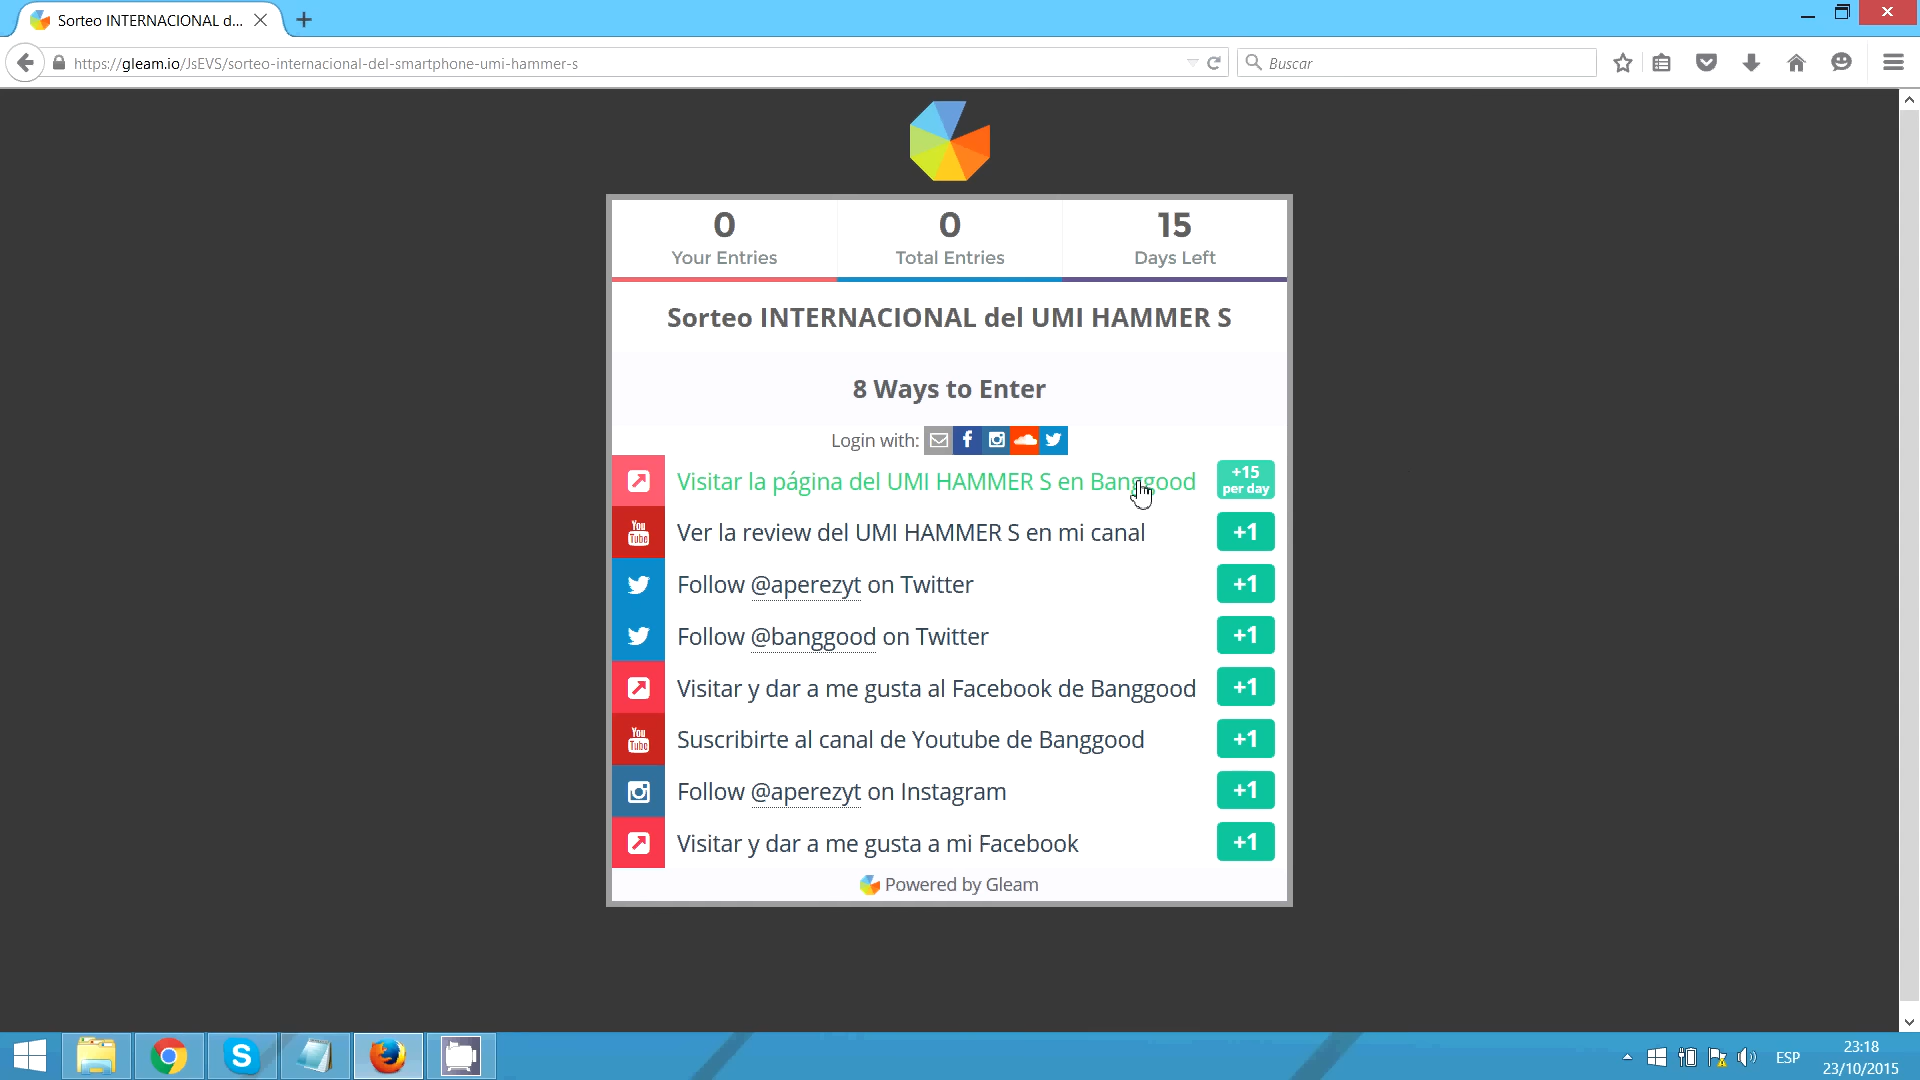 Sorteo INTERNACIONAL d...
https://gleam.io/JsEVS/sorteo-internacional-del-smartphone-umi-hammer-s
Buscar
0
Your Entries
0
Total Entries
15
Days Left
Sorteo INTERNACIONAL del UMI HAMMER S
8 Ways to Enter
Login with:
Visitar la página del UMI HAMMER S en Banggood
+15
per day
You
Tube
Ver la review del UMI HAMMER S en mi canal
+1
Follow @aperezyt on Twitter
+1
Follow @banggood on Twitter
+1
Visitar y dar a me gusta al Facebook de Banggood
+1
You
Tube
Suscribirte al canal de Youtube de Banggood
+1
Follow @aperezyt on Instagram
+1
Visitar y dar a me gusta a mi Facebook
+1
Powered by Gleam
ESP
23:18
23/10/2015